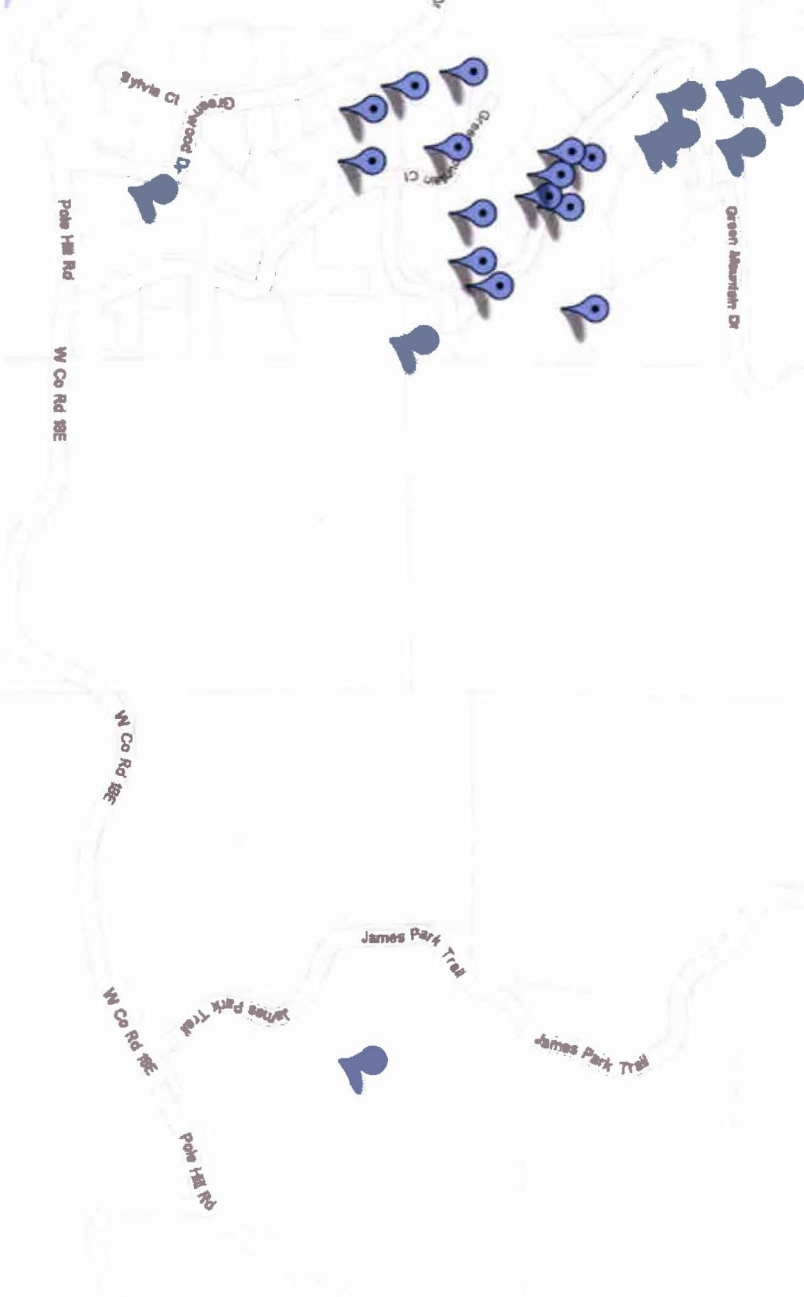 Sylvia Ct
Greenwood Dr
Ct
Pole Hill Rd
Green Mountain Dr
W Co Rd 18E
W Co Rd 18E
James Park Trail
James Park Trail
W Co Rd 18E
James Park Trail
Pole Hill Rd